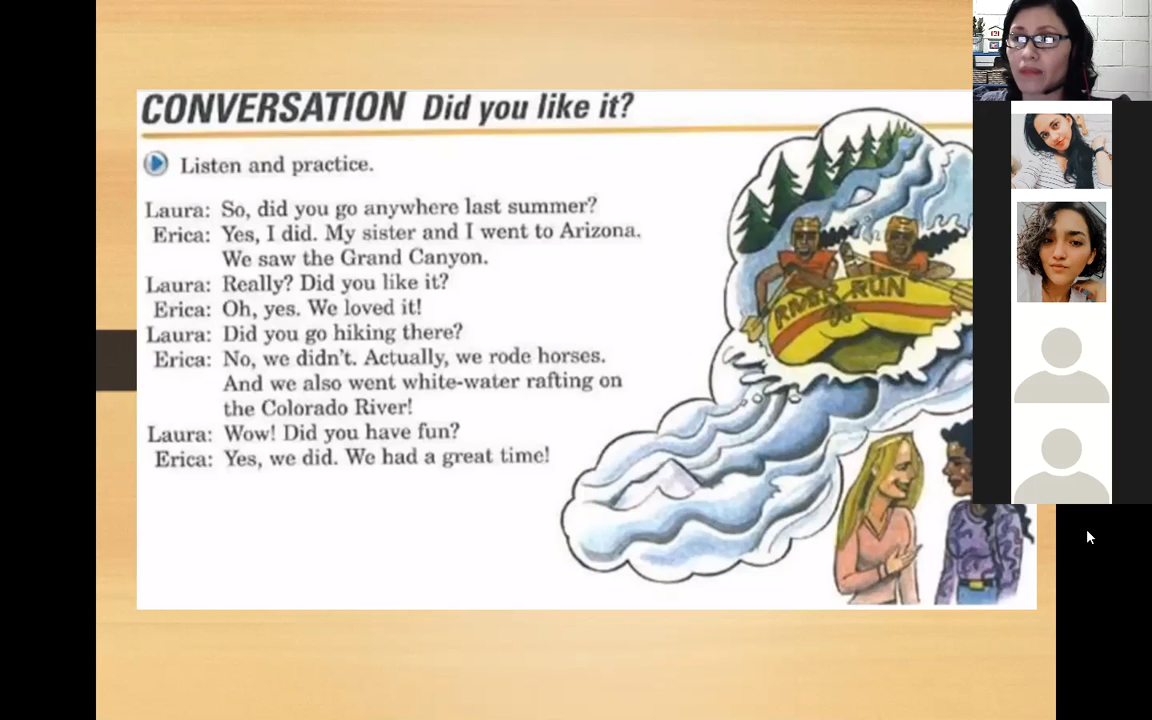 CONVERSATION Did you like it?
Listen and practice.
Laura: So, did you go anywhere last summer?
Erica: Yes, I did. My sister and I went to Arizona.
We saw the Grand Canyon.
Laura: Really? Did you like it?
Erica: Oh, yes. We loved it!
Laura: Did you go hiking there?
Erica: No, we didn't. Actually, we rode horses.
And we also went white-water rafting on
the Colorado River!
Laura: Wow! Did you have fun?
Erica: Yes, we did. We had a great time!
RIVER RUN